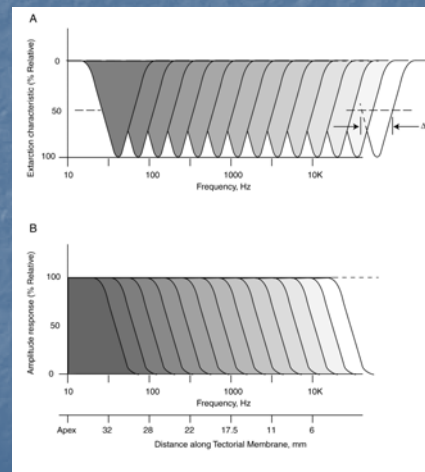 A
Extarction characteristic (% Relative)
0
50
100
Δ
10
100
1000
10K
Frequency, Hz
B
Amplitude response (% Relative)
100
50
0
10
100
1000
10K
Frequency, Hz
Apex
32
28
22
17.5
11
6
Distance along Tectorial Membrane, mm